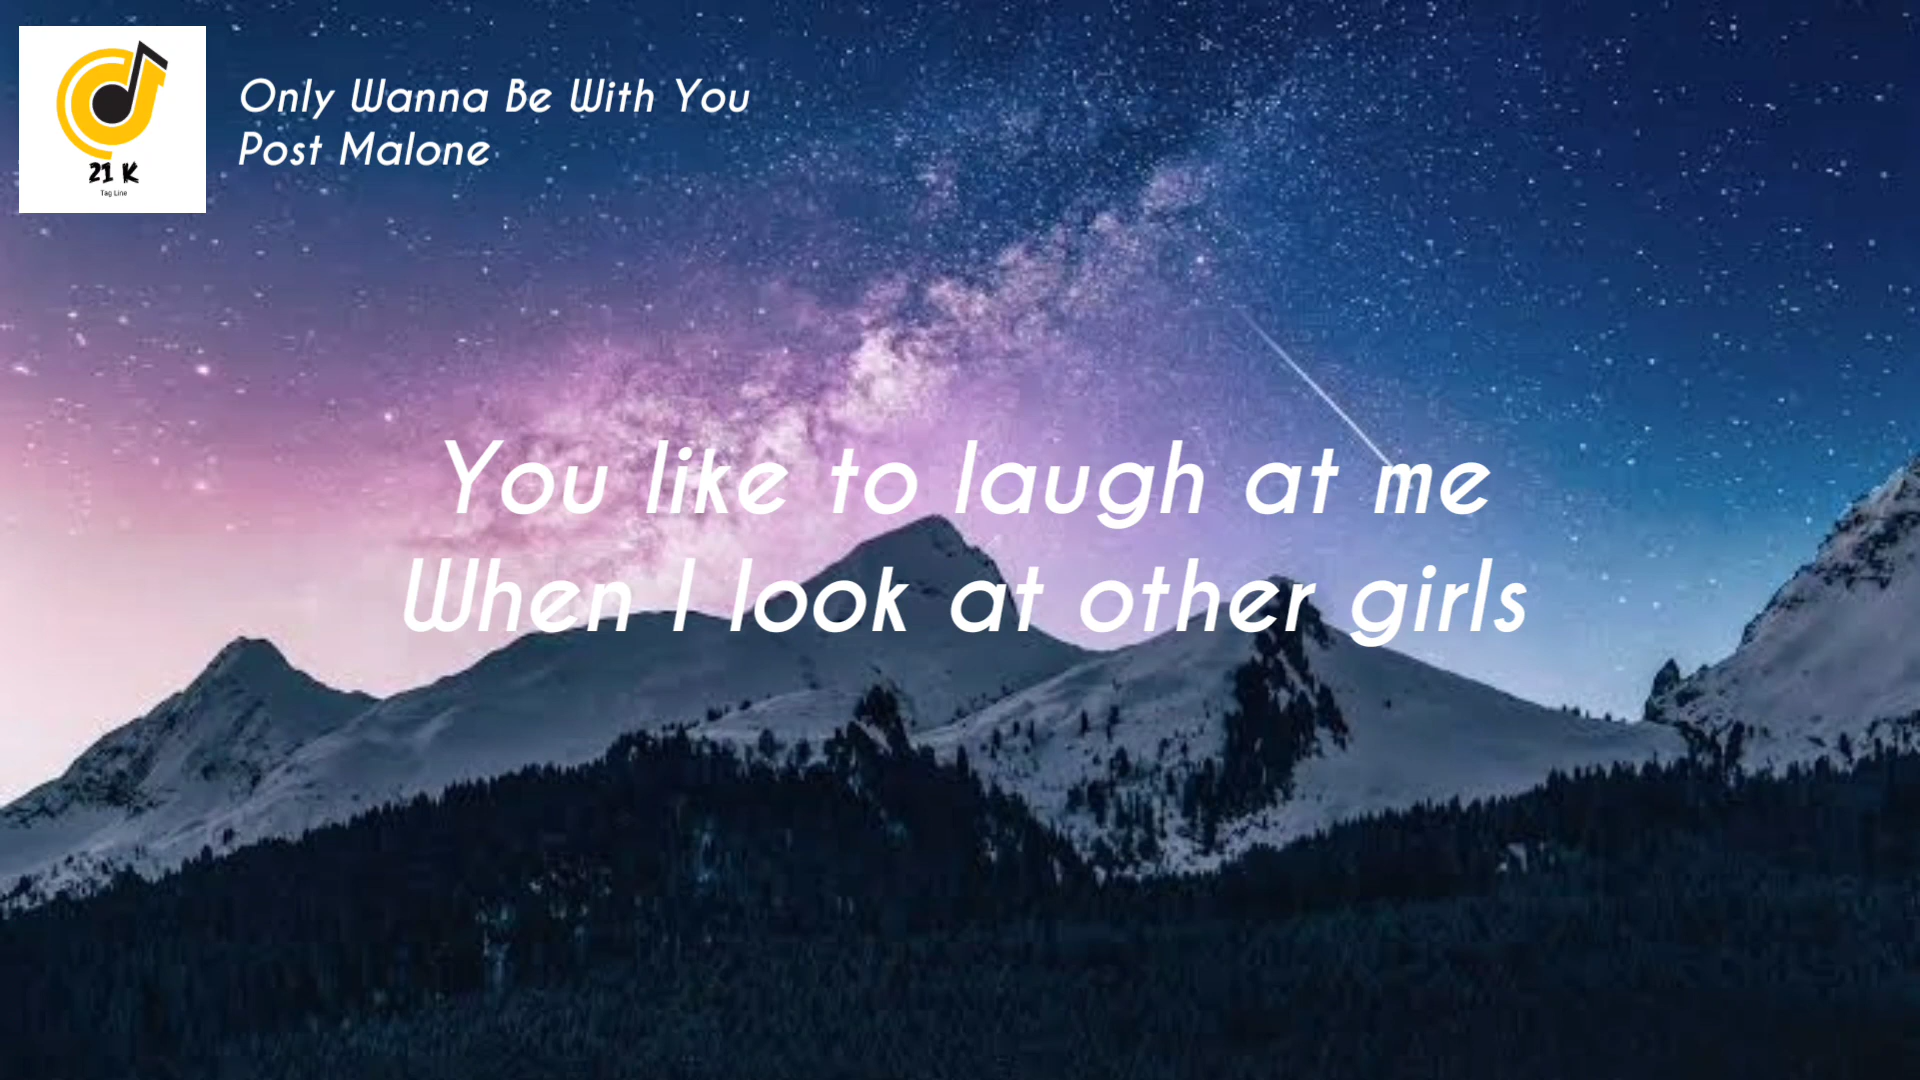 21 K
Tag Line
Only Wanna Be With You
Post Malone
You like to laugh at me
When I look at other girls